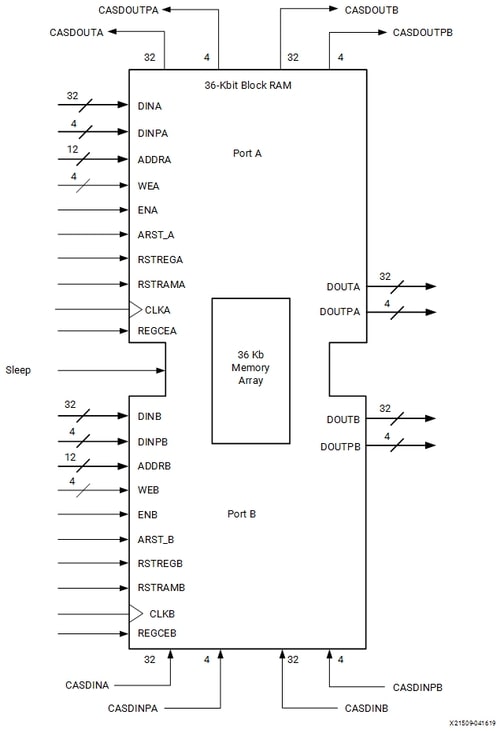 CASDOUTPA
CASDOUTB
CASDOUTA
CASDOUTPB
32
4
32
4
36-Kbit Block RAM
32
DINA
4
DINPA
Port A
12
ADDRA
4
WEA
ENA
ARST_A
RSTREGA
RSTRAMA
DOUTA
32
CLKA
DOUTPA
4
REGCEA
36 Kb
Memory
Array
Sleep
32
DINB
DOUTB
32
4
DINPB
DOUTPB
4
12
ADDRB
4
WEB
ENB
Port B
ARST_B
RSTREGB
RSTRAMB
CLKB
REGCEB
32
4
32
4
CASDINA
CASDINPB
CASDINPA
CASDINB
X21509-041619